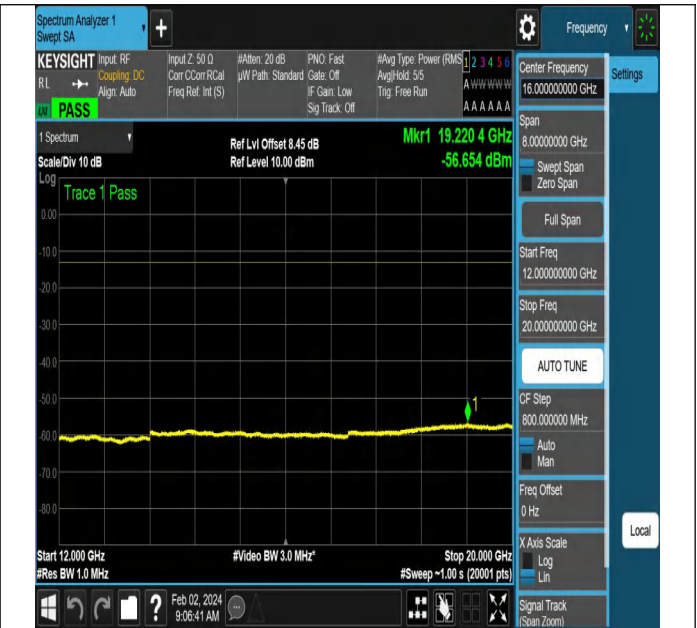 Spectrum Analyzer 1
Swept SA
+
Frequency
KEYSIGHT
Input: RF
Coupling: DC
Align: Auto
RL
PASS
Input Z: 50 Ω
Corr CCorr RCal
Freq Ref: Int (S)
#Atten: 20 dB
µW Path: Standard
PNO: Fast
Gate: Off
IF Gain: Low
Sig Track: Off
#Avg Type: Power (RMS
Avg|Hold: 5/5
Trig: Free Run
1 2 3 4 5 6
A W W W W W
A A A A A A
1 Spectrum
Scale/Div 10 dB
Log
Ref Lvl Offset 8.45 dB
Ref Level 10.00 dBm
Mkr1 19.220 4 GHz
-56.654 dBm
Trace 1 Pass
0.00
-10.0
-20.0
-30.0
-40.0
-50.0
-60.0
-70.0
-80.0
1
Start 12.000 GHz
#Res BW 1.0 MHz
#Video BW 3.0 MHz*
Stop 20.000 GHz
#Sweep ~1.00 s (20001 pts)
?
Feb 02, 2024
9:06:41 AM
Center Frequency
16.000000000 GHz
Settings
Span
8.00000000 GHz
Swept Span
Zero Span
Full Span
Start Freq
12.000000000 GHz
Stop Freq
20.000000000 GHz
AUTO TUNE
CF Step
800.000000 MHz
Auto
Man
Freq Offset
0 Hz
Local
X Axis Scale
Log
Lin
Signal Track
(Span Zoom)